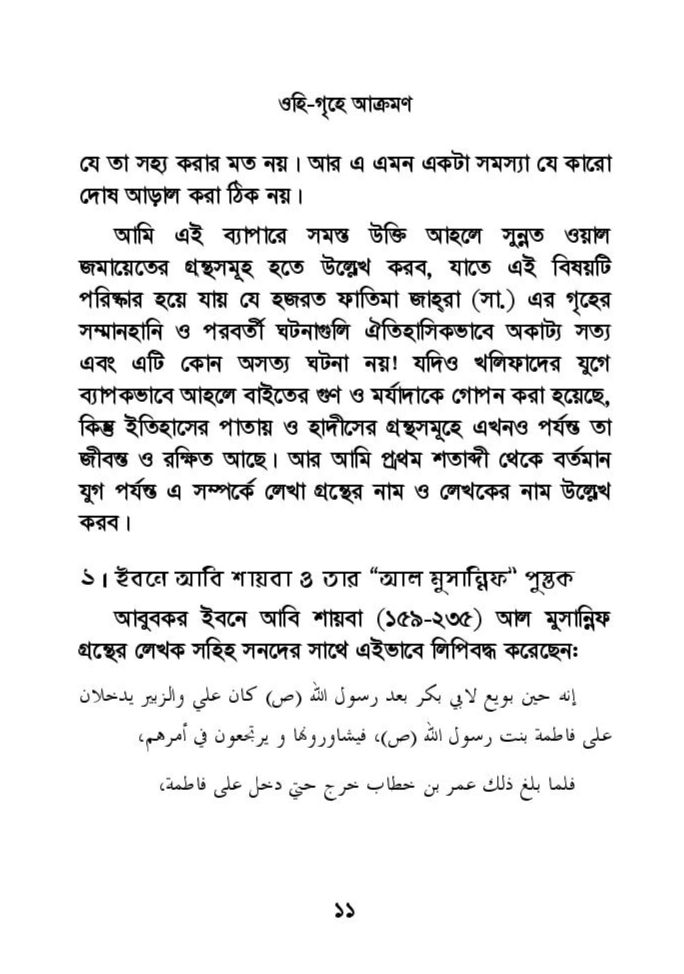 ওহি-গৃহে আক্রমণ
যে তা সহ্য করার মত নয়। আর এ এমন একটা সমস্যা যে কারো
দোষ আড়াল করা ঠিক নয়।
আমি এই ব্যাপারে সমস্ত উক্তি আহলে সুন্নত ওয়াল
জমায়েতের গ্রন্থসমূহ হতে উল্লেখ করব, যাতে এই বিষয়টি
পরিষ্কার হয়ে যায় যে হজরত ফাতিমা জাহ্‌রা (সা.) এর গৃহের
সম্মানহানি ও পরবর্তী ঘটনাগুলি ঐতিহাসিকভাবে অকাট্য সত্য
এবং এটি কোন অসত্য ঘটনা নয়! যদিও খলিফাদের যুগে
ব্যাপকভাবে আহলে বাইতের গুণ ও মর্যাদাকে গোপন করা হয়েছে,
কিন্তু ইতিহাসের পাতায় ও হাদীসের গ্রন্থসমূহে এখনও পর্যন্ত তা
জীবন্ত ও রক্ষিত আছে। আর আমি প্রথম শতাব্দী থেকে বর্তমান
যুগ পর্যন্ত এ সম্পর্কে লেখা গ্রন্থের নাম ও লেখকের নাম উল্লেখ
করব।
১। ইবনে আবি শায়বা ও তার “আল মুসান্নিফ” পুস্তক
আবুবকর ইবনে আবি শায়বা (১৫৯-২৩৫) আল মুসান্নিফ
গ্রন্থের লেখক সহিহ সনদের সাথে এইভাবে লিপিবদ্ধ করেছেন:
إنه حين بويع لابي بكر بعد رسول الله (ص) كان علي والزبير يدخلان
على فاطمة بنت رسول الله (ص)، فيشاورونها و يرتجعون في أمرهم،
فلما بلغ ذلك عمر بن خطاب خرج حتي دخل على فاطمة،
১১